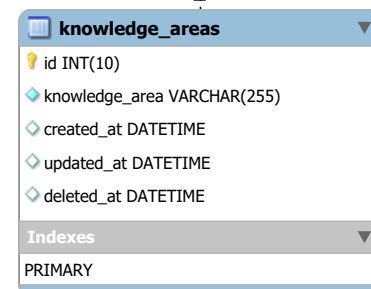 knowledge_areas
id INT(10)
knowledge_area VARCHAR(255)
created_at DATETIME
updated_at DATETIME
deleted_at DATETIME
Indexes
PRIMARY